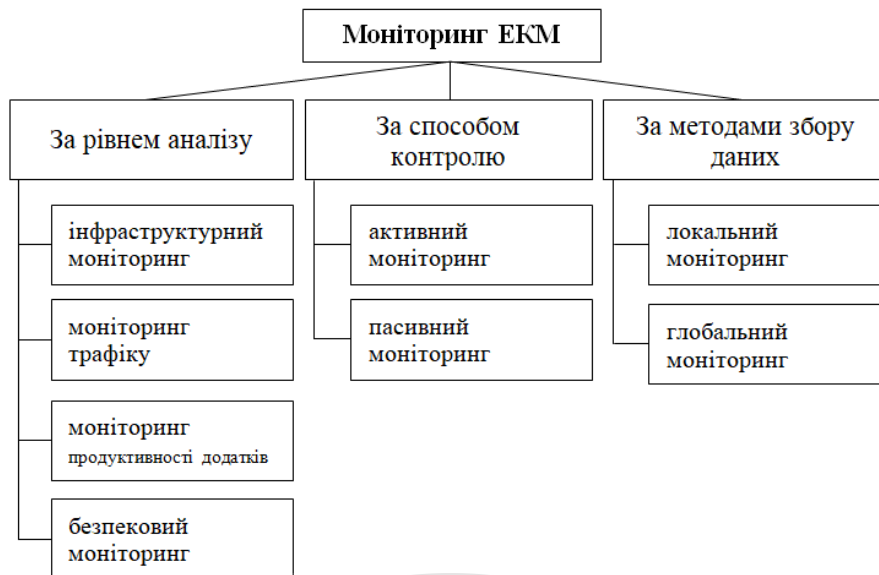 Моніторинг ЕКМ
За рівнем аналізу
За способом
контролю
За методами збору
даних
інфраструктурний
моніторинг
моніторинг
трафіку
моніторинг
продуктивності додатків
безпековий
моніторинг
активний
моніторинг
пасивний
моніторинг
локальний
моніторинг
глобальний
моніторинг